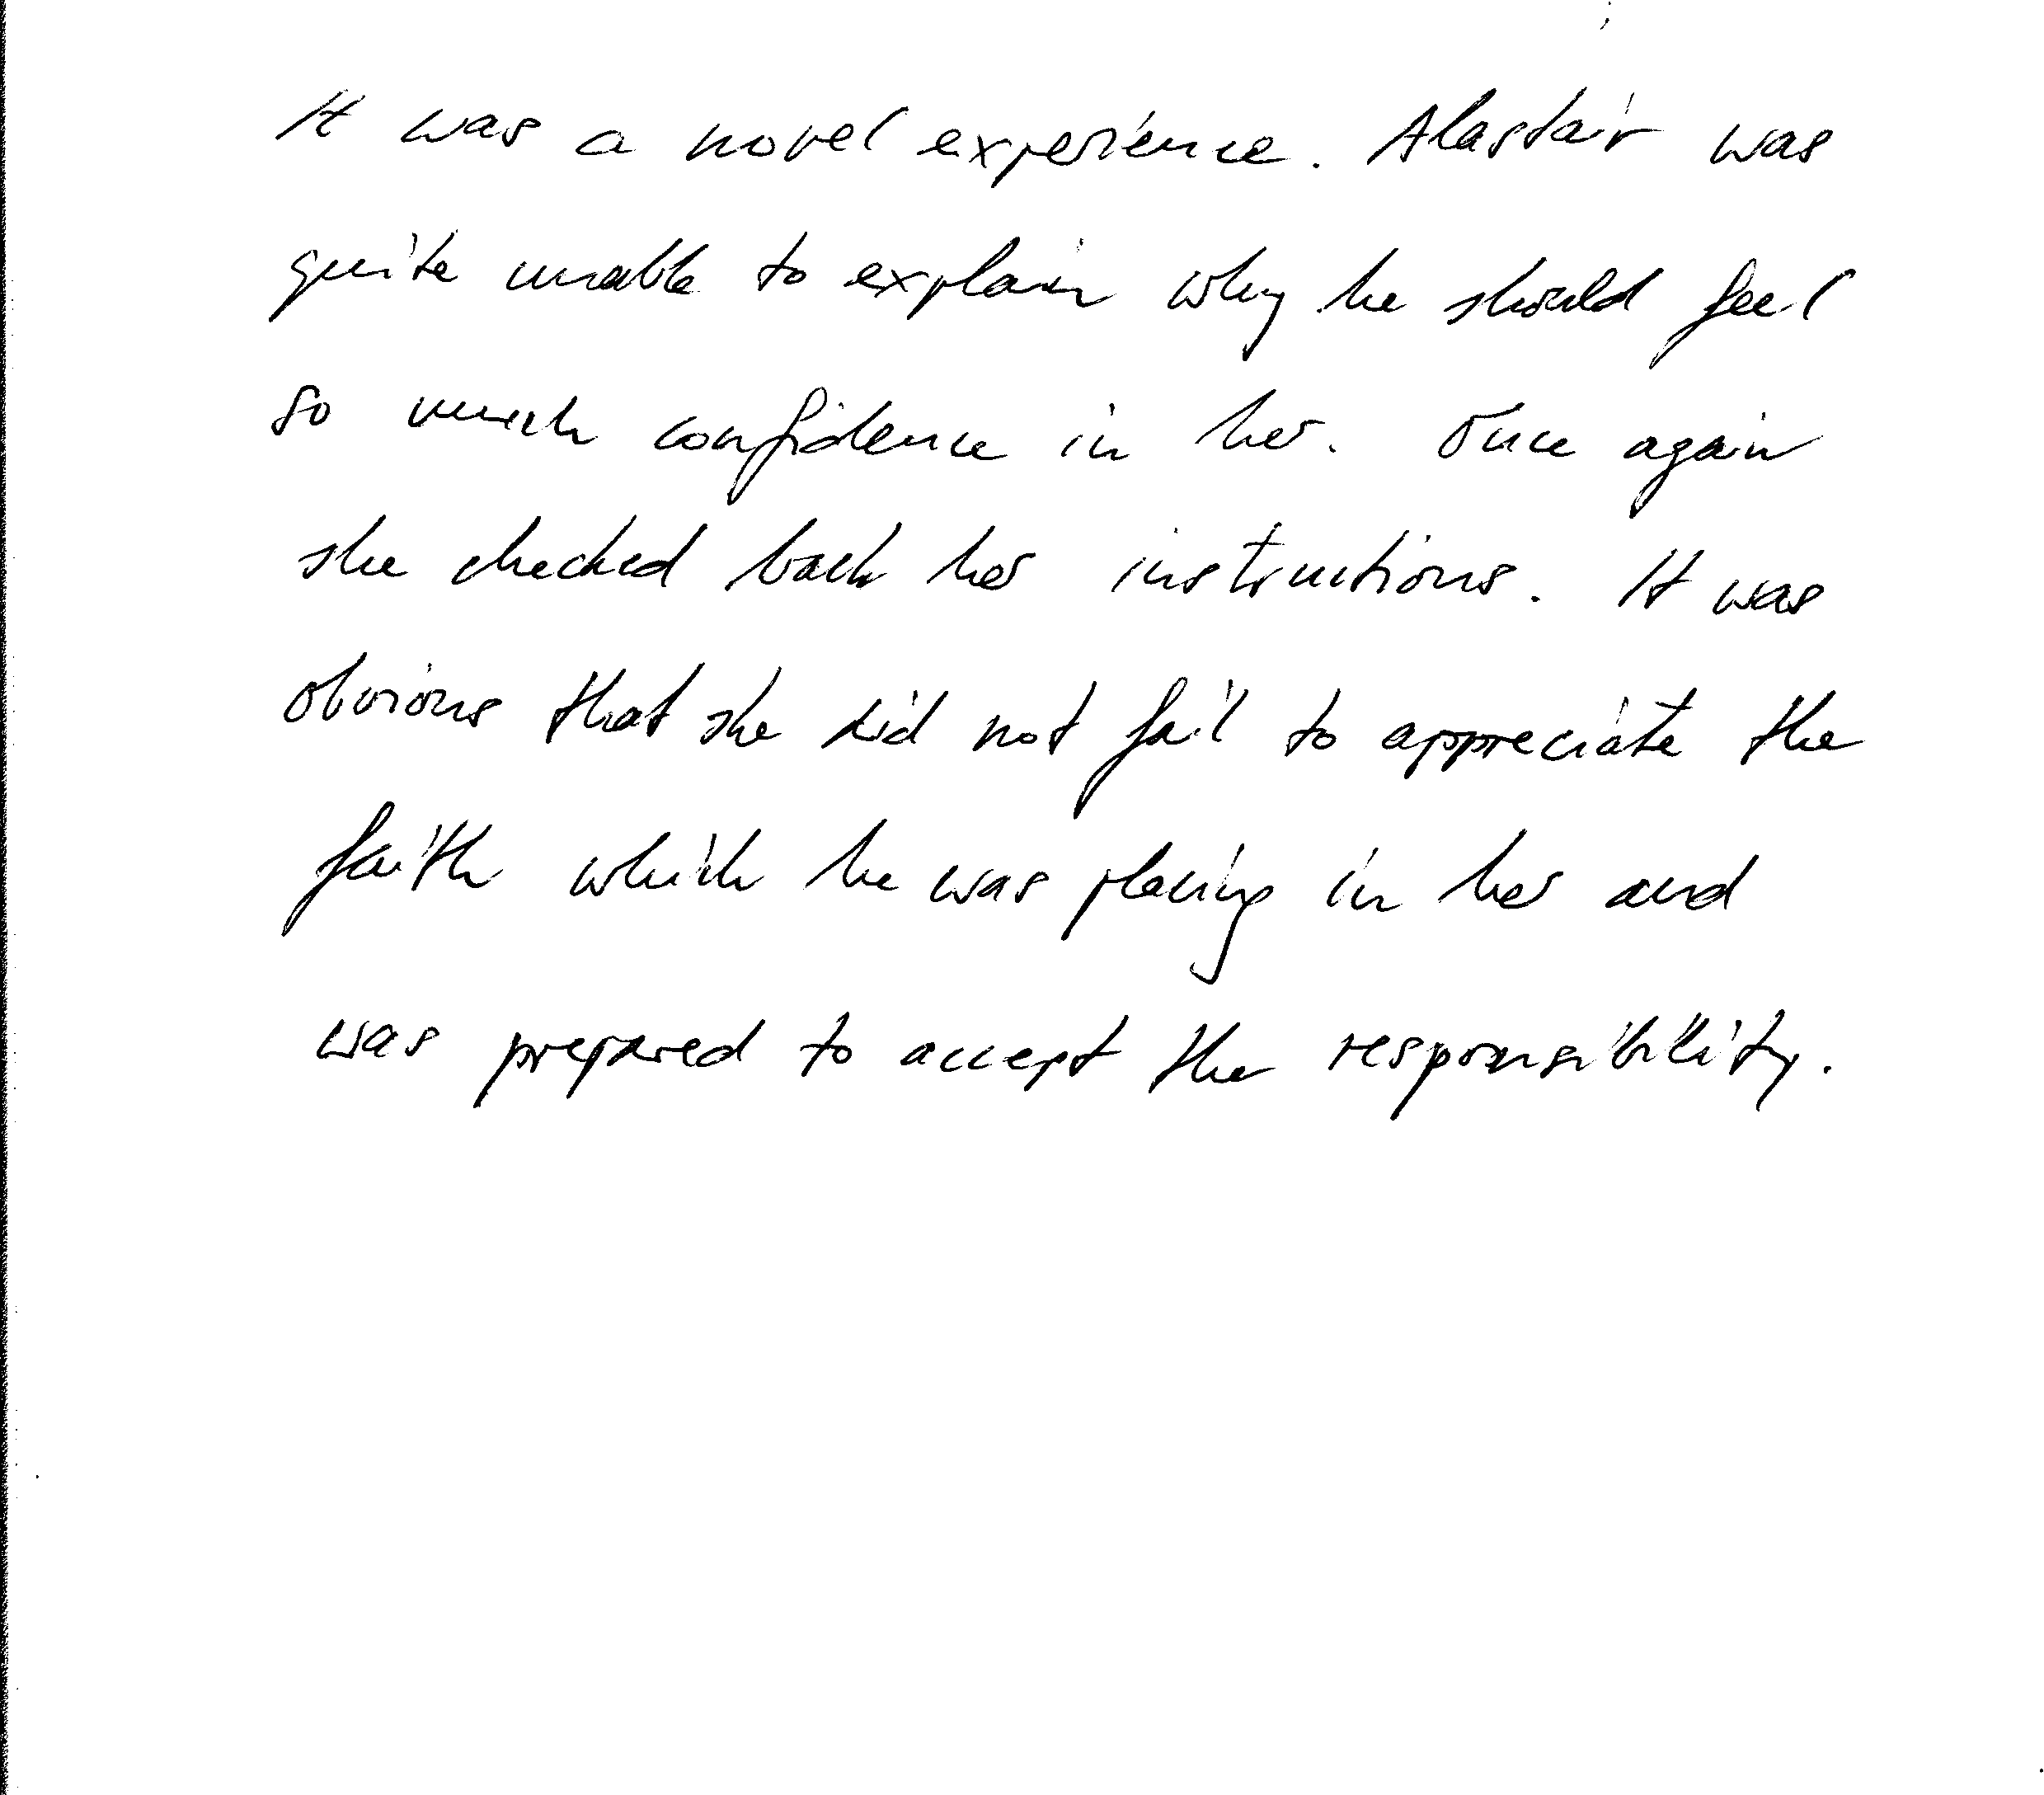 It was a novel experience. Alastair was
quite unable to explain why he should feel
so much confidence in her. Once again
she checked back her instructions. It was
obvious that she did not fail to appreciate the
faith which he was placing in her and
was prepared to accept the responsibility.